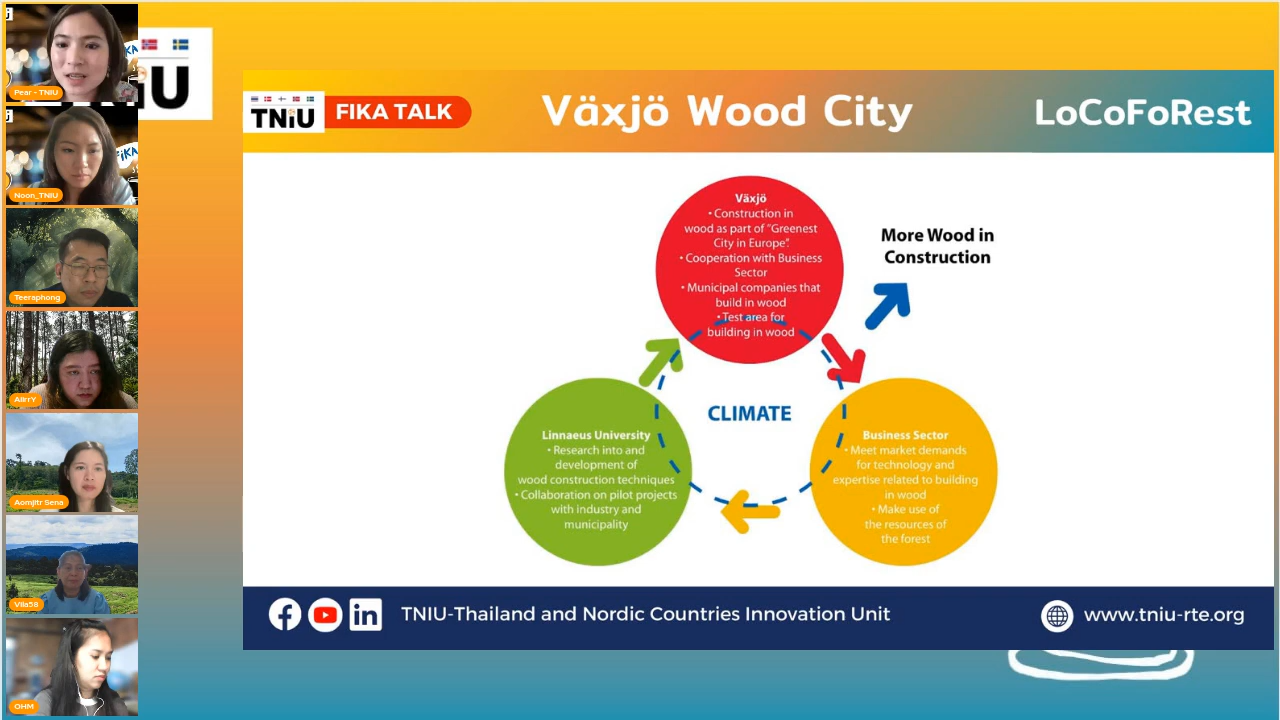 Pear - TNIU
Noon_TNIU
Teeraphong
AlirrY
Aomjitr Sena
Vila58
OHM
TNIU
FIKA TALK
Växjö Wood City
LoCoFoRest
Växjö
• Construction in
wood as part of "Greenest
City in Europe".
• Cooperation with Business
Sector
• Municipal companies that
build in wood
• Test area for
building in wood
More Wood in
Construction
CLIMATE
Linnaeus University
• Research into and
development of
wood construction techniques
• Collaboration on pilot projects
with industry and
municipality
Business Sector
• Meet market demands
for technology and
expertise related to building
in wood
• Make use of
the resources of
the forest
TNIU-Thailand and Nordic Countries Innovation Unit
www.tniu-rte.org